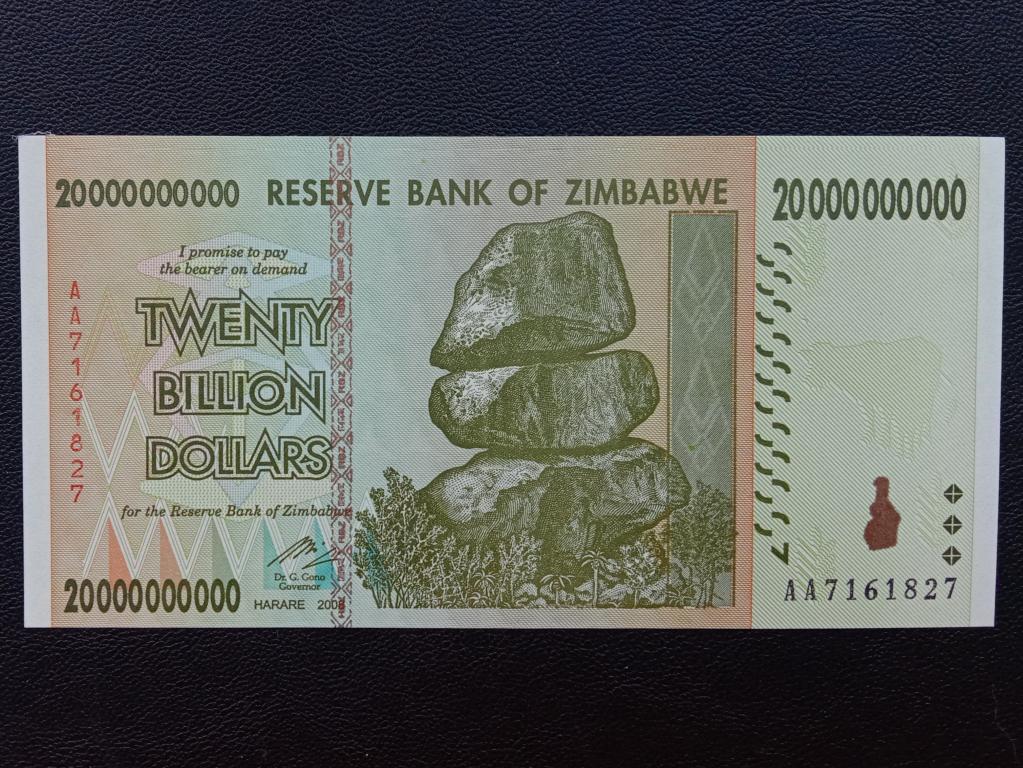 20000000000 RESERVE BANK OF ZIMBABWE 20000000000
I promise to pay
the bearer on demand
TWENTY
BILLION
DOLLARS
for the Reserve Bank of Zimbabwe
Dr. G. Gono
Governor
HARARE 2008
20000000000
AA7161827
AA7161827
RBZ